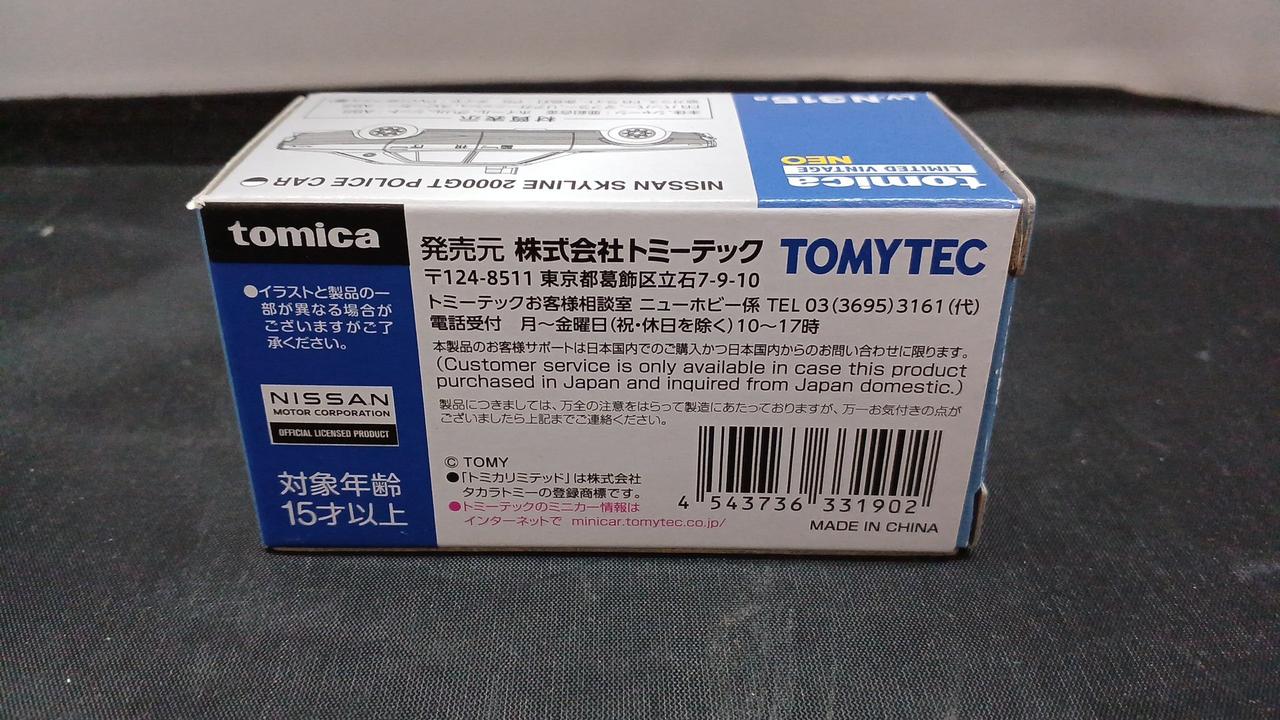 LV-N315a
tomica
LIMITED VINTAGE
NEO
NISSAN SKYLINE 2000GT POLICE CAR
材質表示
tomica
●イラストと製品の一
部が異なる場合が
ございますがご了
承ください。
NISSAN
MOTOR CORPORATION
OFFICIAL LICENSED PRODUCT
対象年齢
15才以上
発売元 株式会社トミーテック TOMYTEC
〒124-8511 東京都葛飾区立石7-9-10
トミーテックお客様相談室 ニューホビー係 TEL 03(3695)3161(代)
電話受付 月～金曜日(祝・休日を除く)10～17時
本製品のお客様サポートは日本国内でのご購入かつ日本国内からのお問い合わせに限ります。
(Customer service is only available in case this product
purchased in Japan and inquired from Japan domestic.)
製品につきましては、万全の注意をはらって製造にあたっておりますが、万一お気付きの点が
ございましたら上記までご連絡ください。
© TOMY
●「トミカリミテッド」は株式会社
タカラトミーの登録商標です。
●トミーテックのミニカー情報は
インターネットで minicar.tomytec.co.jp/
4 543736 331902
MADE IN CHINA